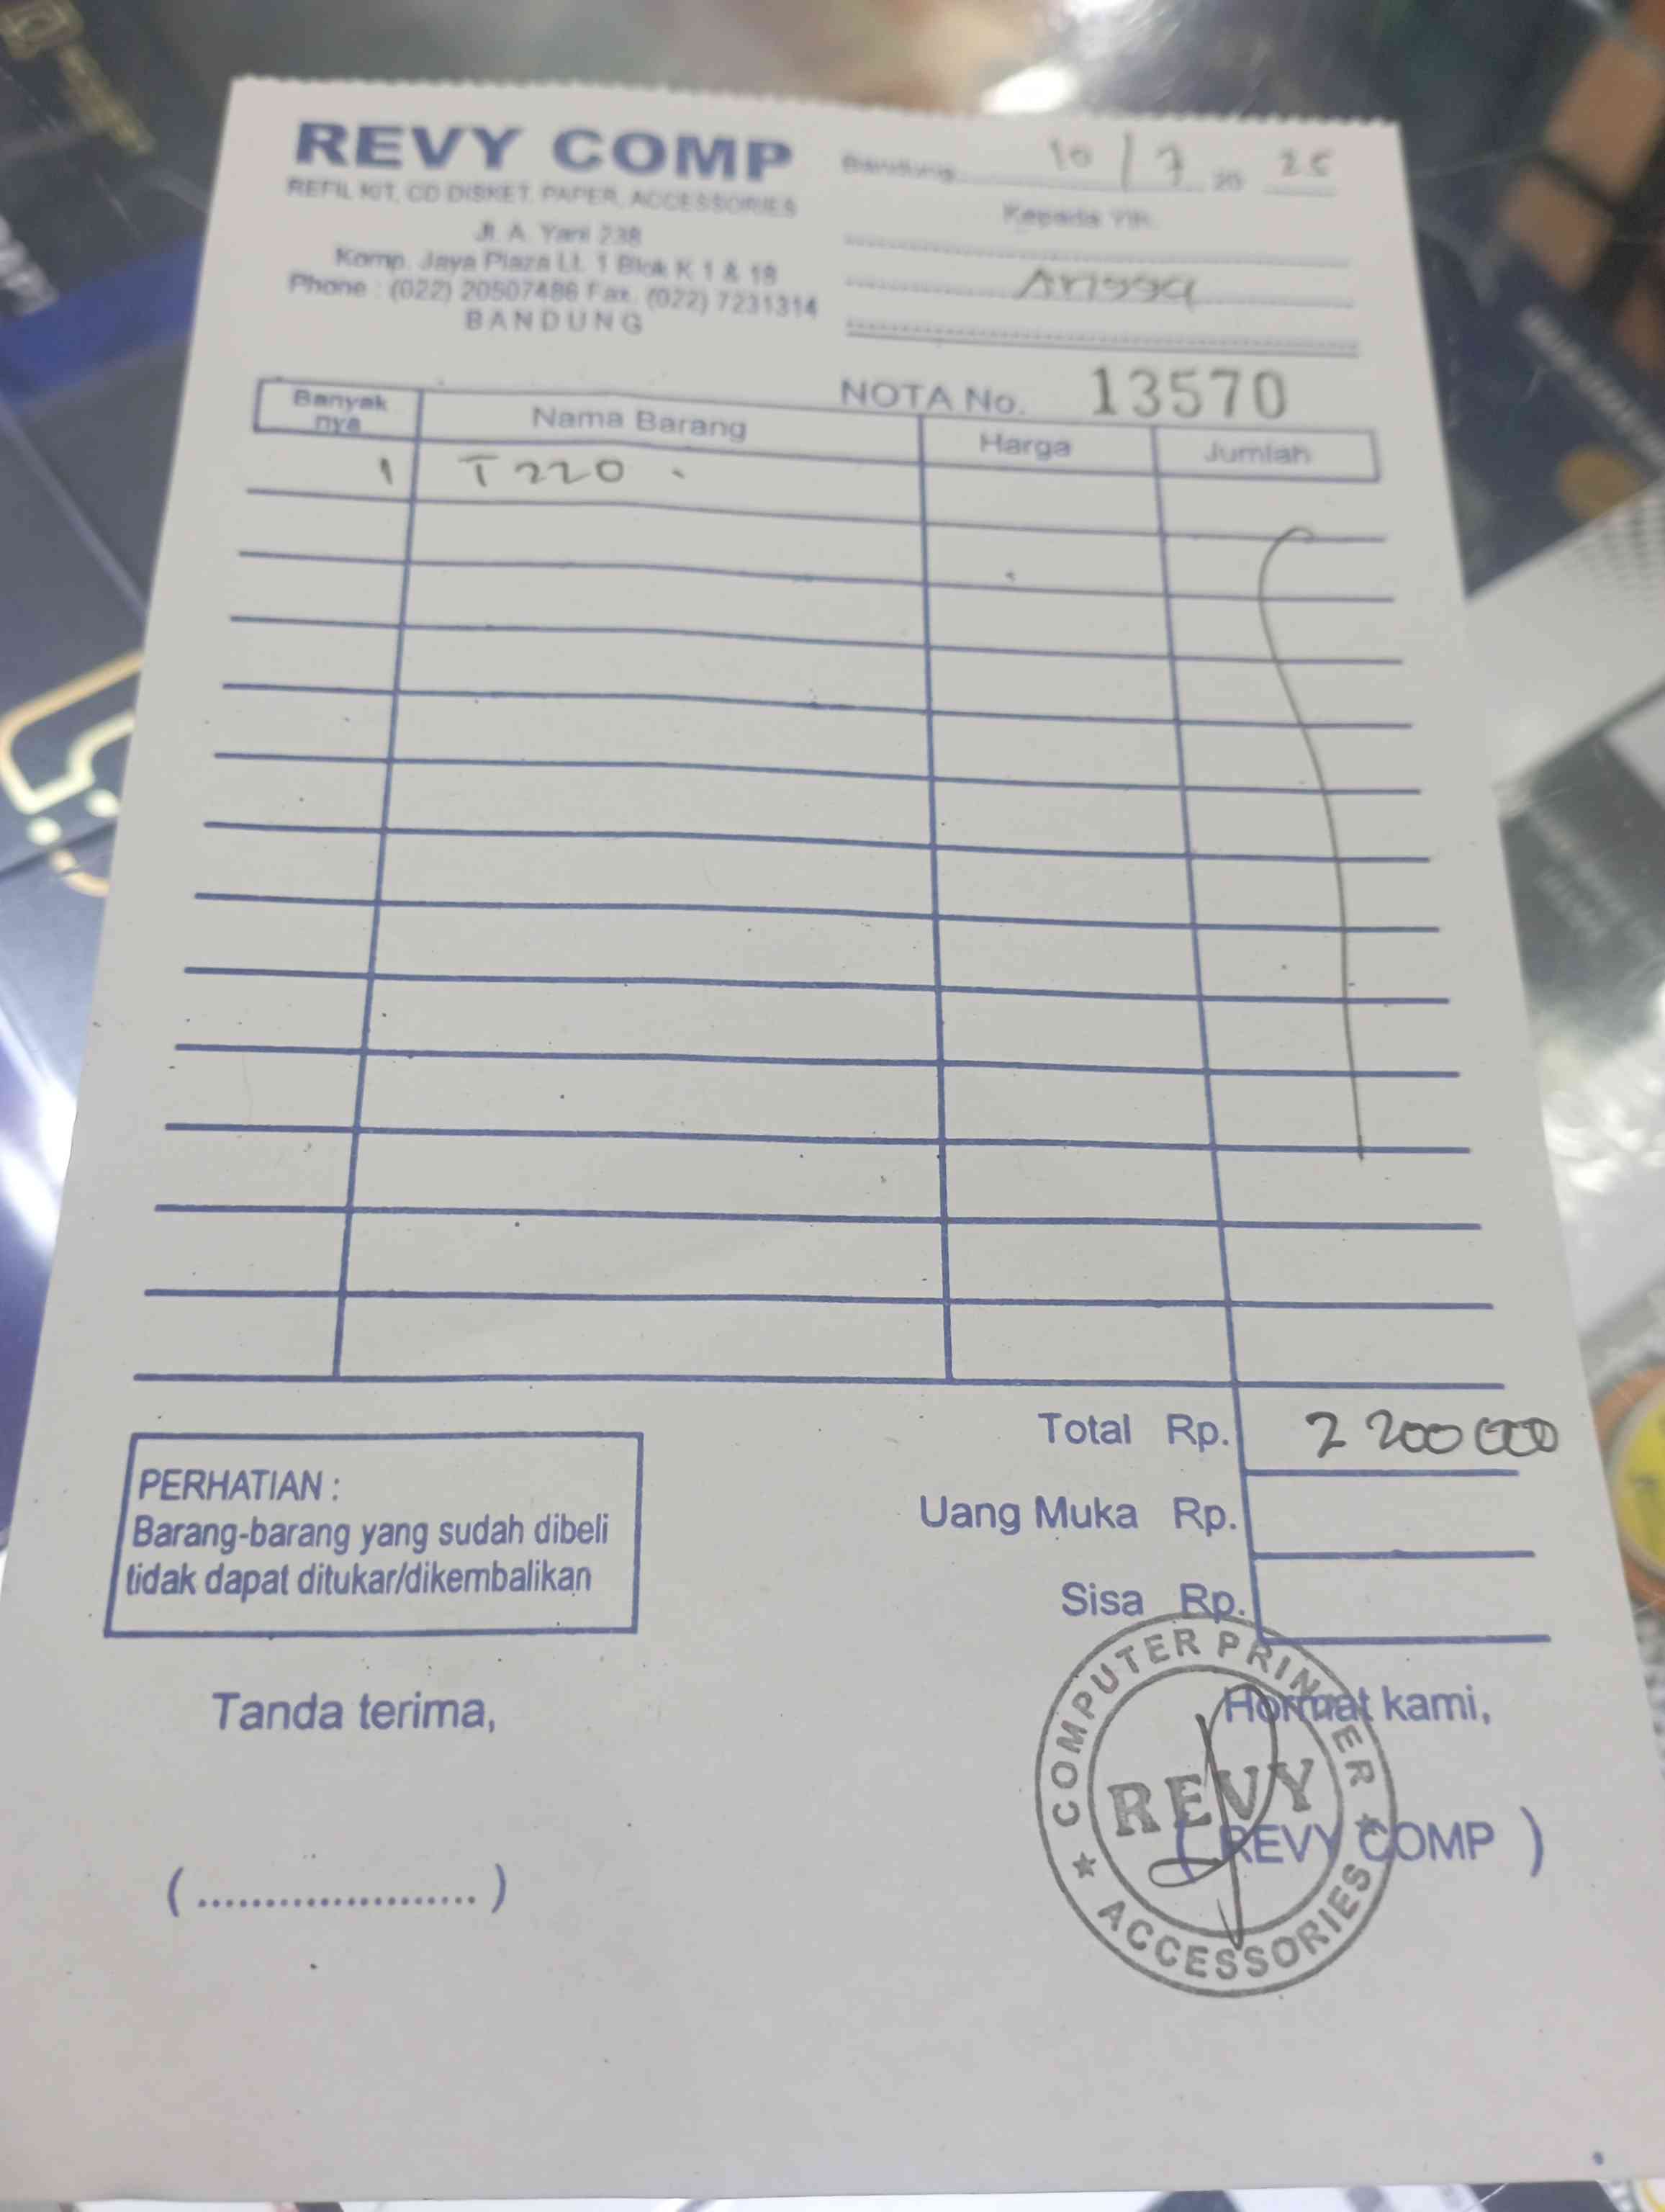 REVY COMP
REFIL KIT, CD DISKET, PAPER, ACCESSORIES
Jl. A. Yani 238
Komp. Jaya Plaza Lt. 1 Blok K 1 & 18
Phone : (022) 20507486 Fax. (022) 7231314
BANDUNG
Bandung 10 / 7 20 25
Kepada Yth.
Arissa
NOTA No. 13570
Banyak nya Nama Barang Harga Jumlah
1 T220
Total Rp. 2 200 000
Uang Muka Rp.
Sisa Rp.
PERHATIAN :
Barang-barang yang sudah dibeli
tidak dapat ditukar/dikembalikan
Tanda terima,
Hormat kami,
( REVY COMP )
(........................)
COMPUTER PRINTER
REVY
ACCESSORIES